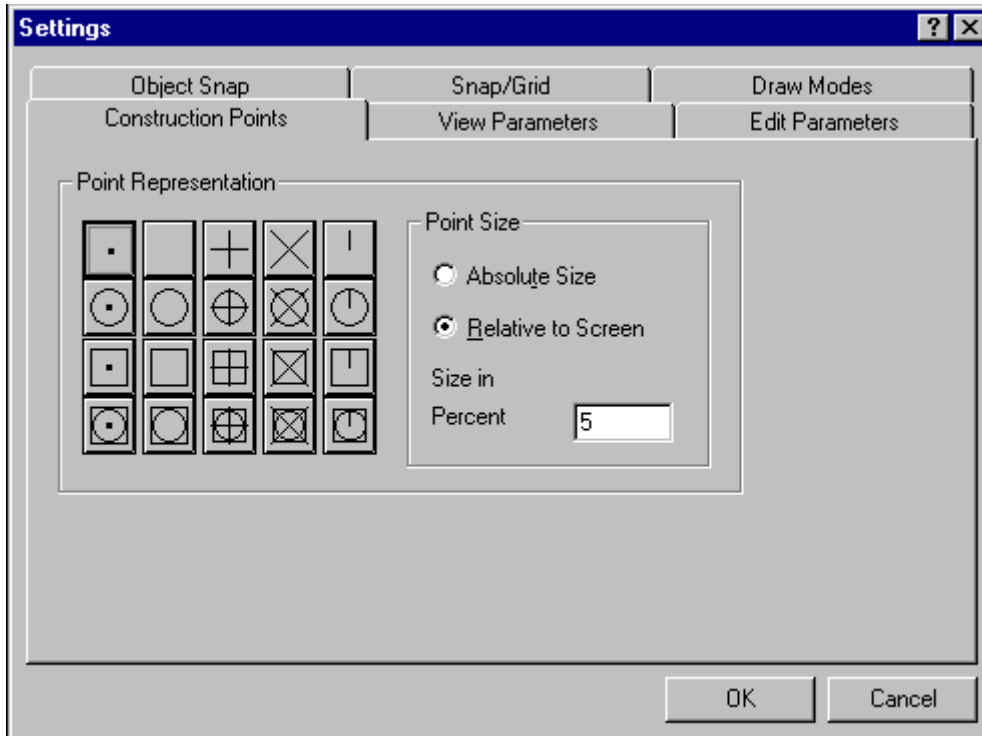 Settings
Object Snap Snap/Grid Draw Modes
Construction Points View Parameters Edit Parameters
Point Representation
Point Size
Absolute Size
Relative to Screen
Size in
Percent 5
OK Cancel